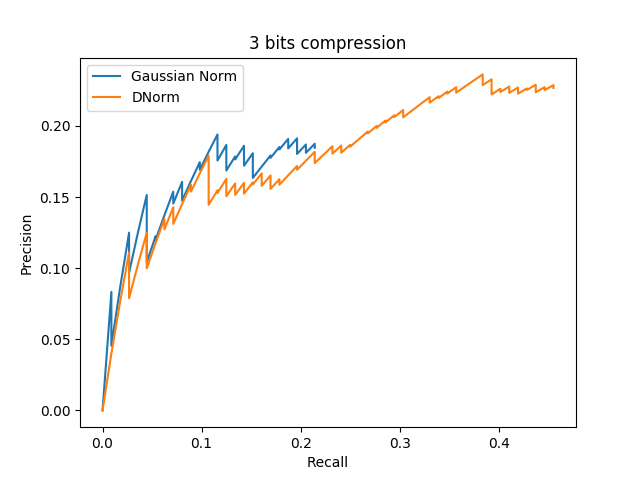 3 bits compression
Gaussian Norm
DNorm
Precision
0.20
0.15
0.10
0.05
0.00
0.0 0.1 0.2 0.3 0.4
Recall